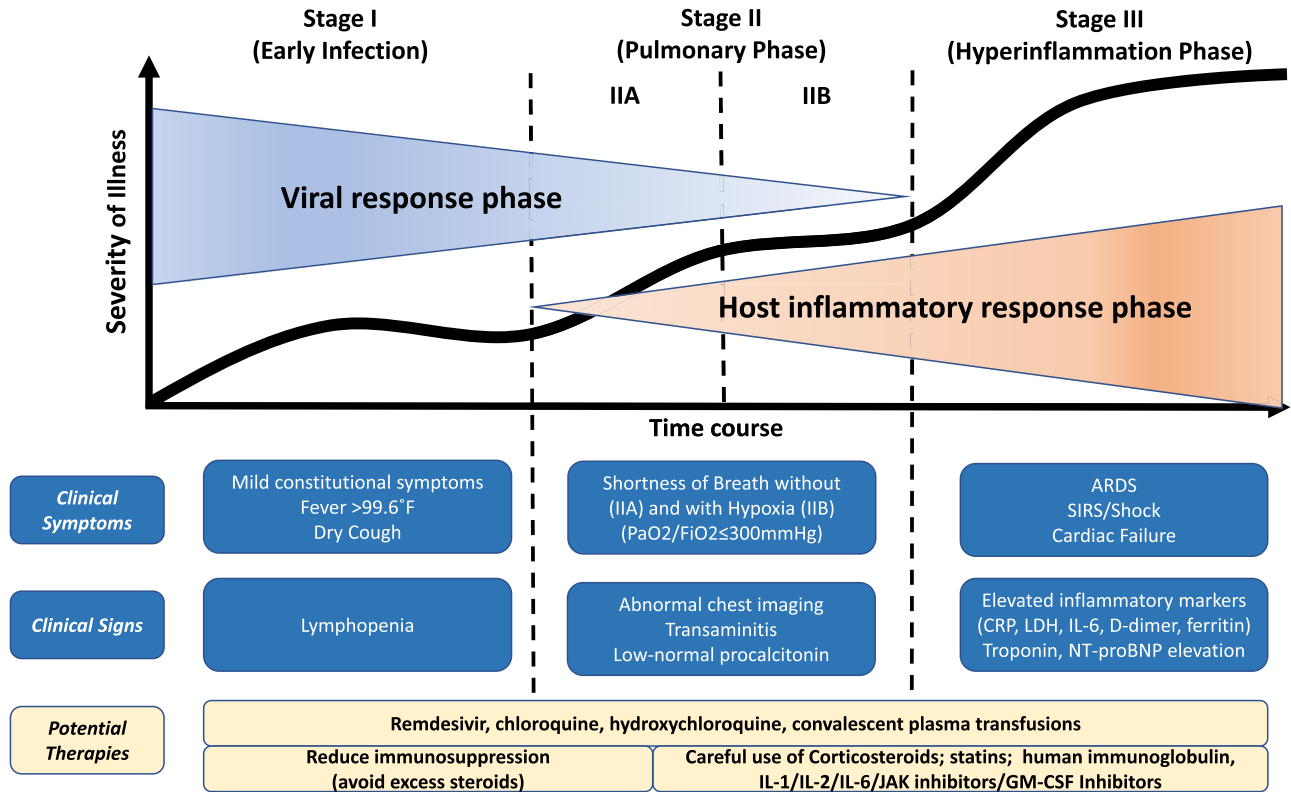 Stage I
(Early Infection)
Stage II
(Pulmonary Phase)
Stage III
(Hyperinflammation Phase)
IIA
IIB
Severity of Illness
Viral response phase
Host inflammatory response phase
Time course
Clinical
Symptoms
Mild constitutional symptoms
Fever >99.6˚F
Dry Cough
Shortness of Breath without
(IIA) and with Hypoxia (IIB)
(PaO2/FiO2≤300mmHg)
ARDS
SIRS/Shock
Cardiac Failure
Clinical Signs
Lymphopenia
Abnormal chest imaging
Transaminitis
Low-normal procalcitonin
Elevated inflammatory markers
(CRP, LDH, IL-6, D-dimer, ferritin)
Troponin, NT-proBNP elevation
Potential
Therapies
Remdesivir, chloroquine, hydroxychloroquine, convalescent plasma transfusions
Reduce immunosuppression
(avoid excess steroids)
Careful use of Corticosteroids; statins; human immunoglobulin,
IL-1/IL-2/IL-6/JAK inhibitors/GM-CSF Inhibitors